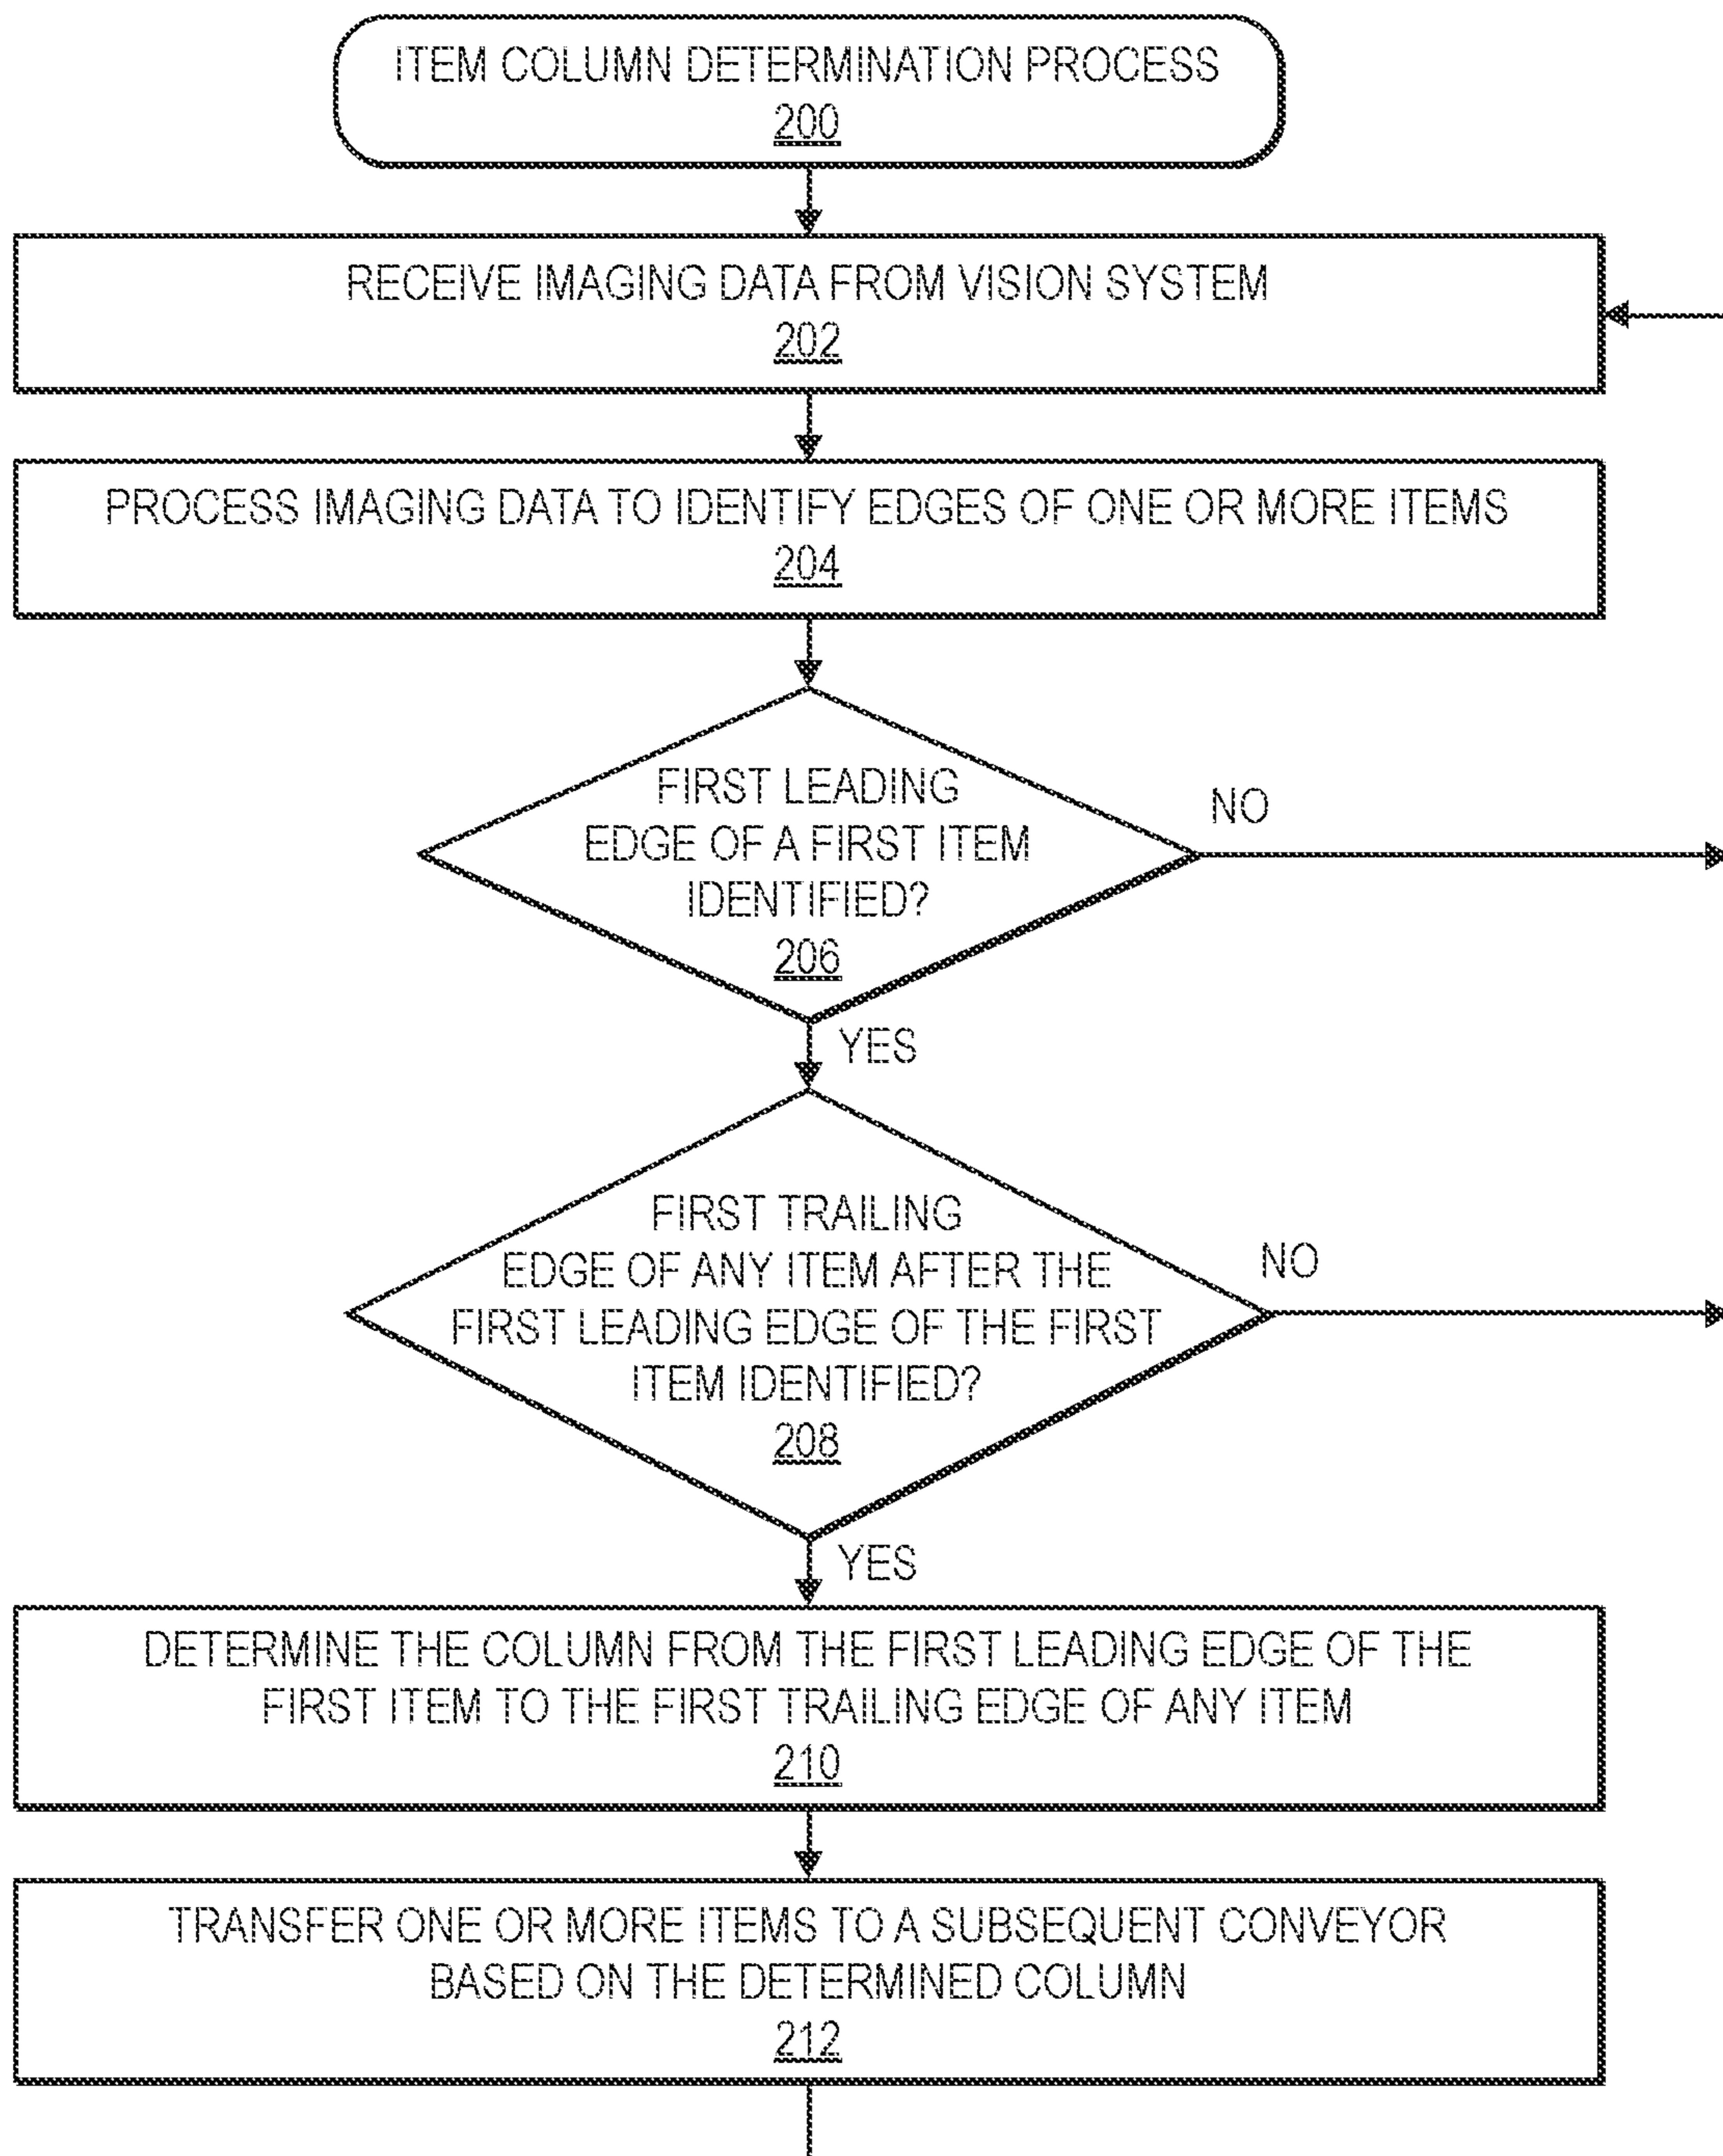 ITEM COLUMN DETERMINATION PROCESS
200
RECEIVE IMAGING DATA FROM VISION SYSTEM
202
PROCESS IMAGING DATA TO IDENTIFY EDGES OF ONE OR MORE ITEMS
204
FIRST LEADING
EDGE OF A FIRST ITEM
IDENTIFIED?
206
NO
YES
FIRST TRAILING
EDGE OF ANY ITEM AFTER THE
FIRST LEADING EDGE OF THE FIRST
ITEM IDENTIFIED?
208
NO
YES
DETERMINE THE COLUMN FROM THE FIRST LEADING EDGE OF THE
FIRST ITEM TO THE FIRST TRAILING EDGE OF ANY ITEM
210
TRANSFER ONE OR MORE ITEMS TO A SUBSEQUENT CONVEYOR
BASED ON THE DETERMINED COLUMN
212